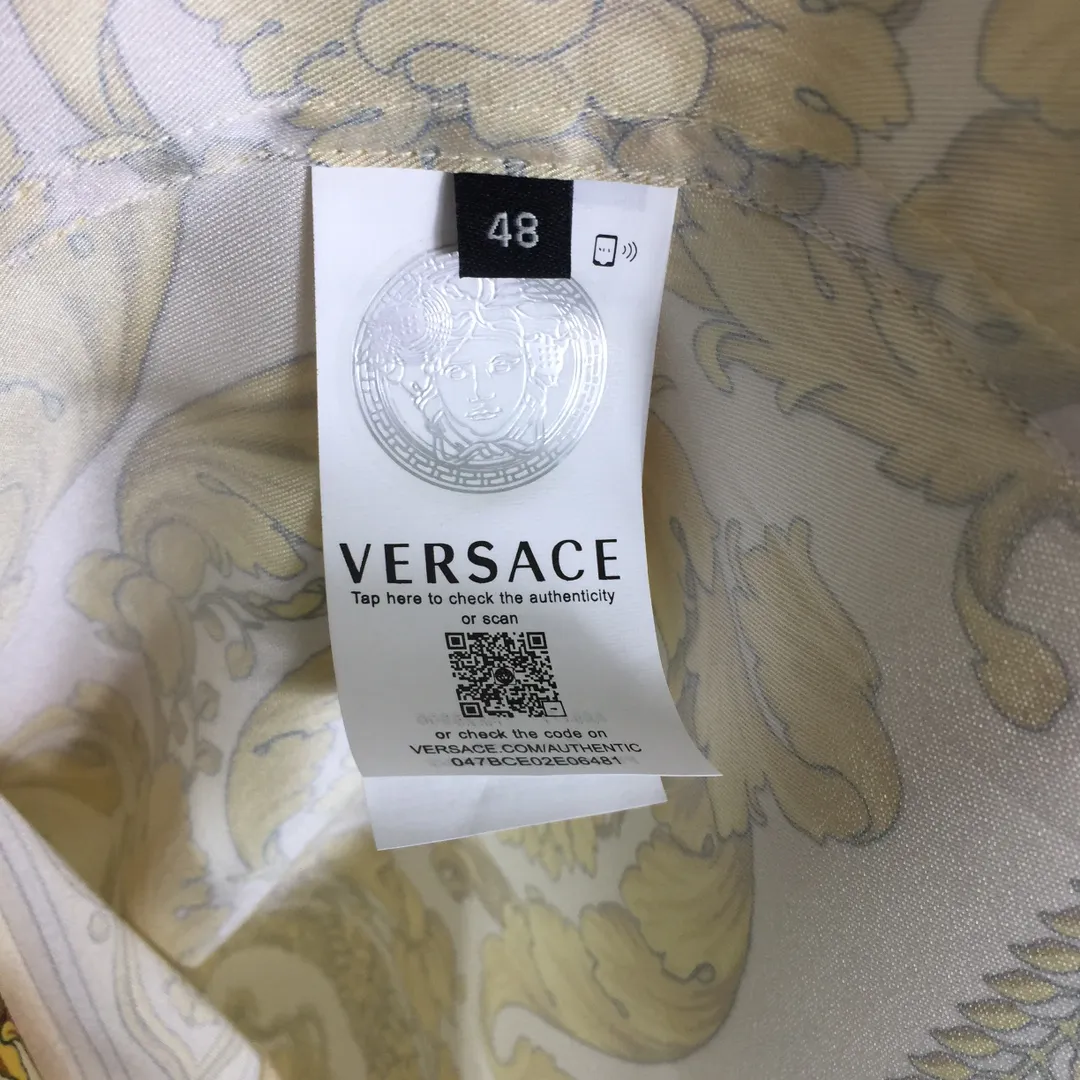 48
VERSACE
Tap here to check the authenticity
or scan
or check the code on
VERSACE.COM/AUTHENTIC
047BCE02E06481